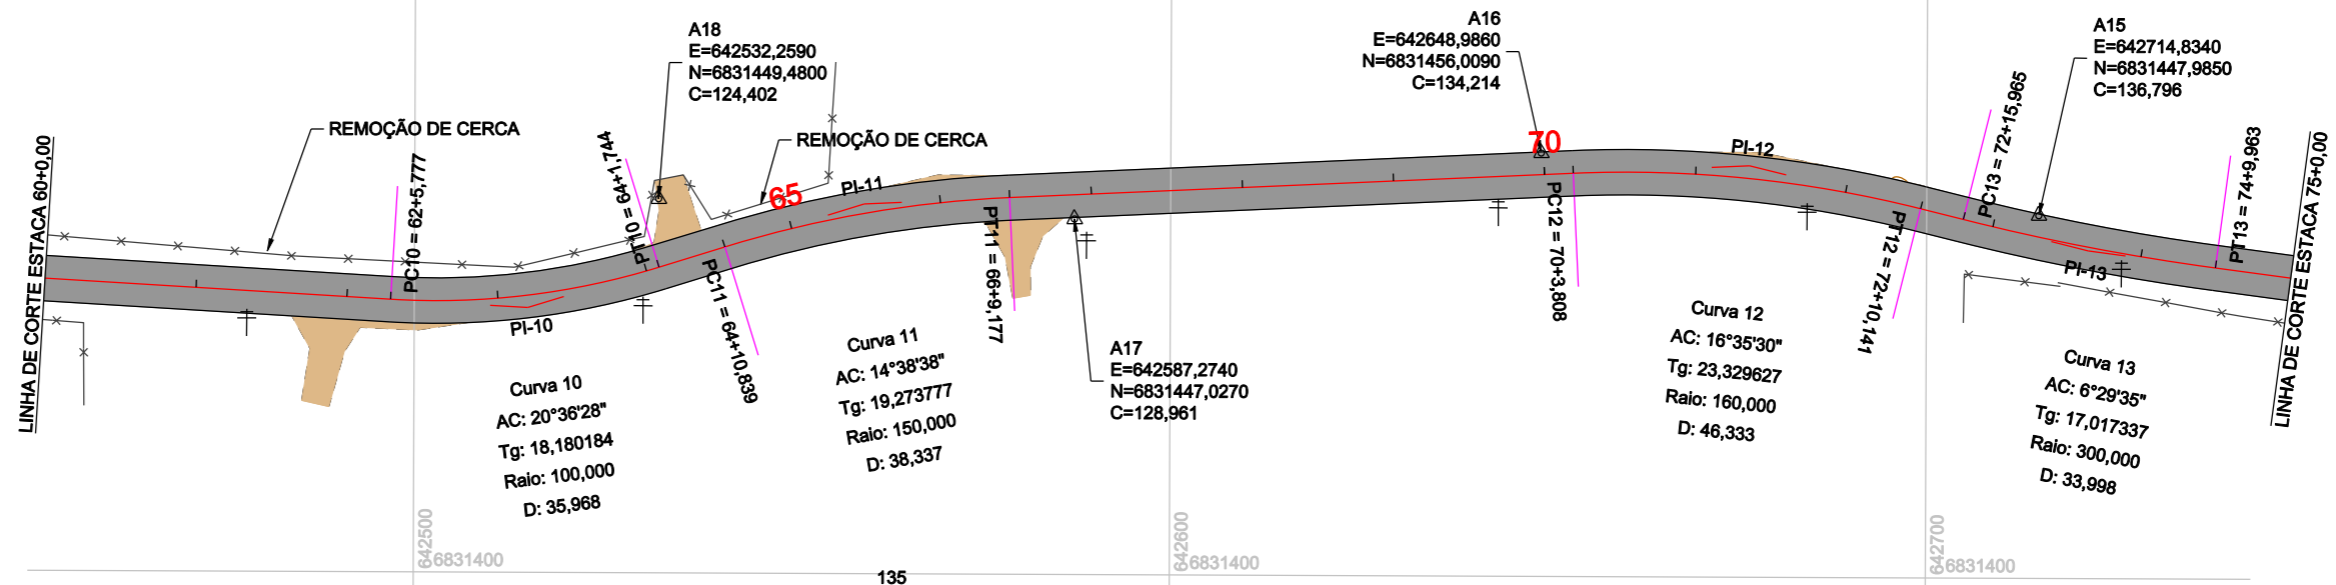 A18
E=642532,2590
N=6831449,4800
C=124,402
A16
E=642648,9860
N=6831456,0090
C=134,214
A15
E=642714,8340
N=6831447,9850
C=136,796
REMOÇÃO DE CERCA
REMOÇÃO DE CERCA
LINHA DE CORTE ESTACA 60+0,00
PC10 = 62+5,777
PI-10
PT10 = 64+1,744
65
PC11 = 64+10,839
PI-11
PT11 = 66+9,177
70
PC12 = 70+3,808
PI-12
PT12 = 72+10,141
PC13 = 72+15,965
PI-13
PT13 = 74+9,963
LINHA DE CORTE ESTACA 75+0,00
Curva 10
AC: 20°36'28"
Tg: 18,180184
Raio: 100,000
D: 35,968
Curva 11
AC: 14°38'38"
Tg: 19,273777
Raio: 150,000
D: 38,337
A17
E=642587,2740
N=6831447,0270
C=128,961
Curva 12
AC: 16°35'30"
Tg: 23,329627
Raio: 160,000
D: 46,333
Curva 13
AC: 6°29'35"
Tg: 17,017337
Raio: 300,000
D: 33,998
642500
6831400
642600
6831400
642700
6831400
135